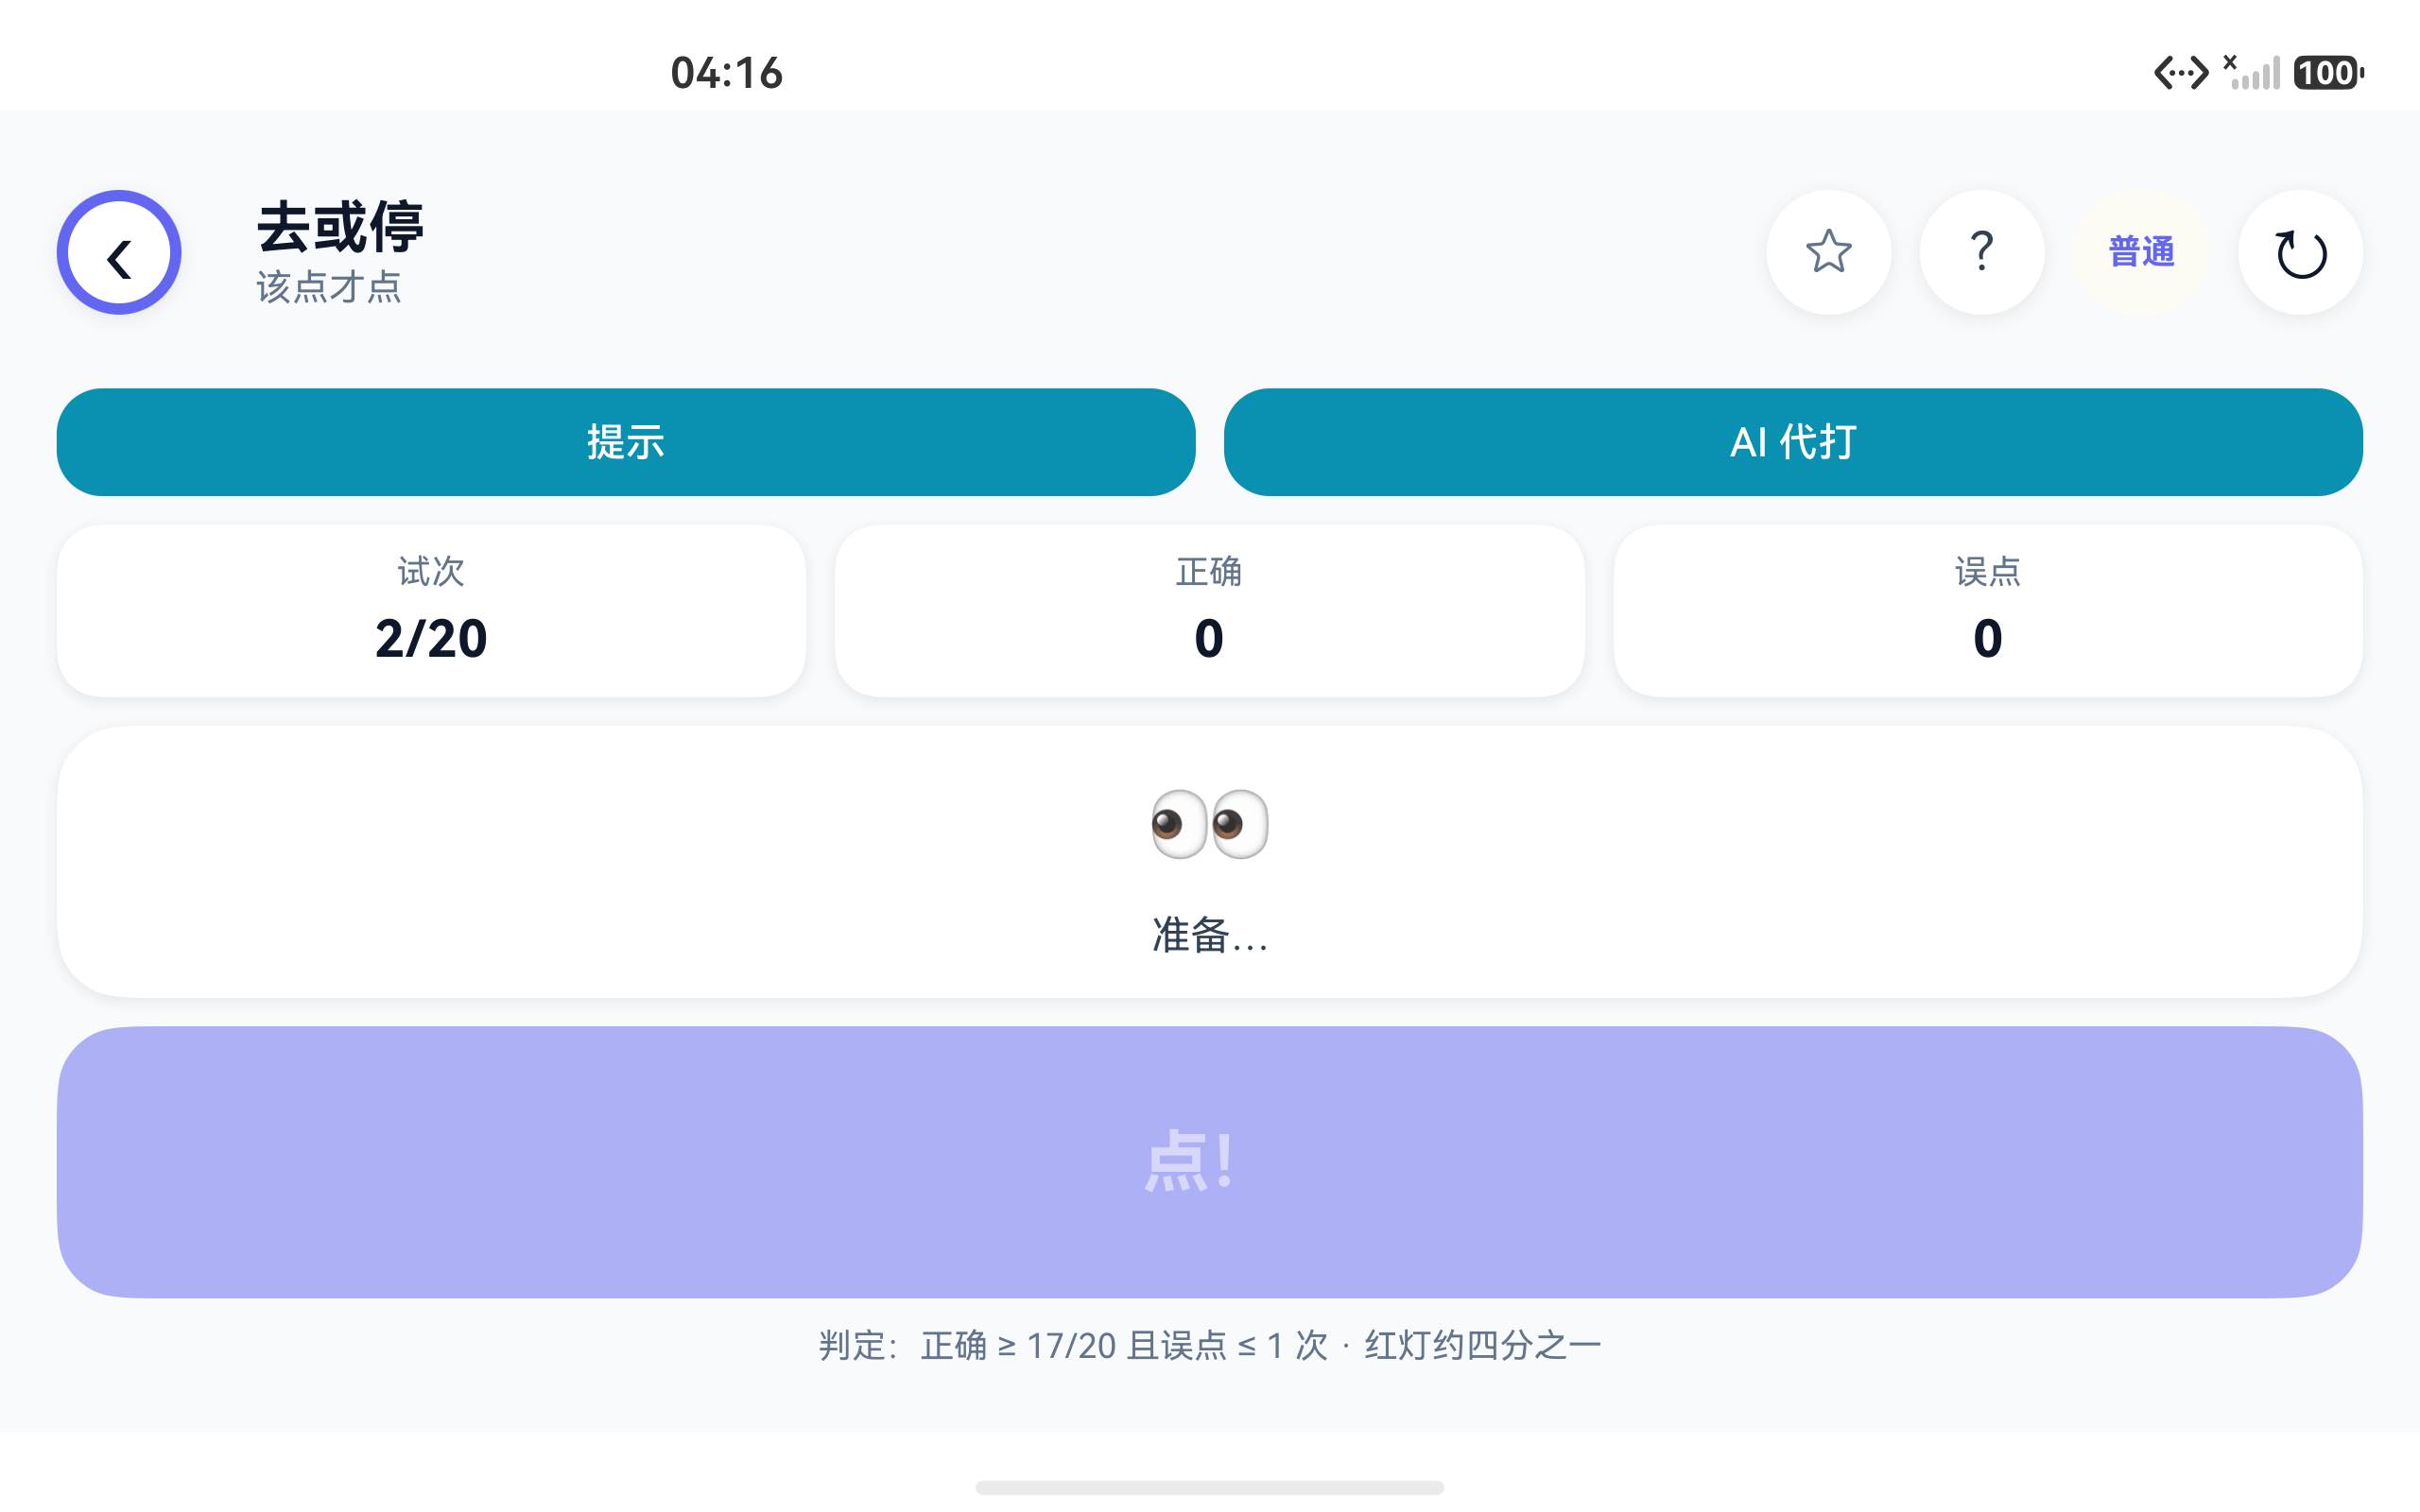 04:16
100
去或停
该点才点
?
普通
提示
AI 代打
试次
2/20
正确
0
误点
0
准备...
点!
判定： 正确 ≥ 17/20 且误点 ≤ 1 次 · 红灯约四分之一